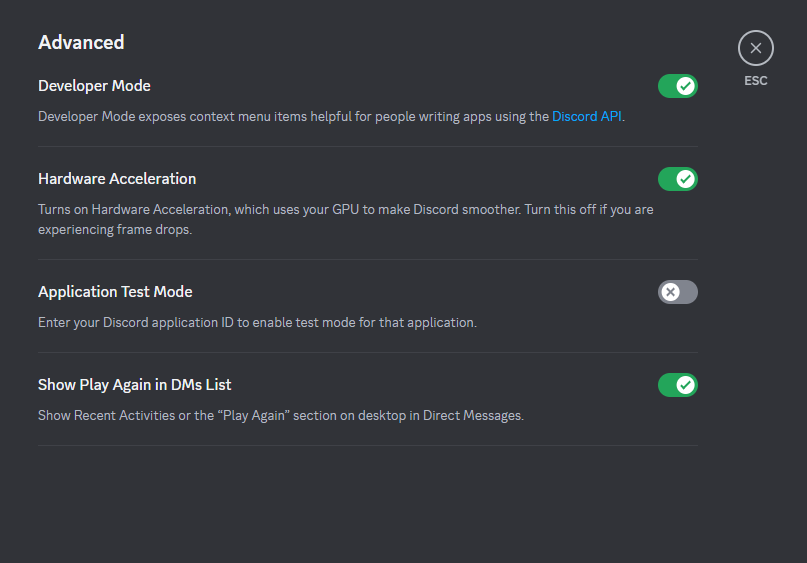 Advanced
ESC
Developer Mode
Developer Mode exposes context menu items helpful for people writing apps using the Discord API.
Hardware Acceleration
Turns on Hardware Acceleration, which uses your GPU to make Discord smoother. Turn this off if you are
experiencing frame drops.
Application Test Mode
Enter your Discord application ID to enable test mode for that application.
Show Play Again in DMs List
Show Recent Activities or the “Play Again” section on desktop in Direct Messages.